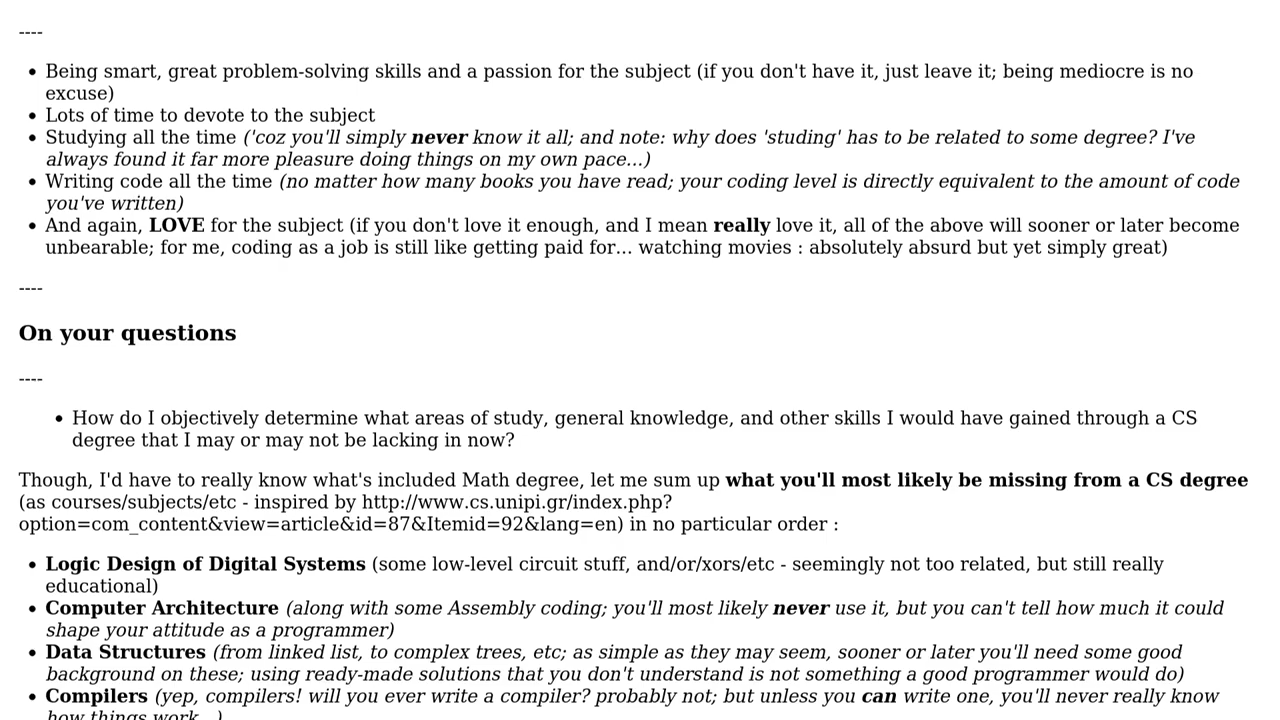 ----
• Being smart, great problem-solving skills and a passion for the subject (if you don't have it, just leave it; being mediocre is no
excuse)
• Lots of time to devote to the subject
• Studying all the time ('coz you'll simply never know it all; and note: why does 'studing' has to be related to some degree? I've
always found it far more pleasure doing things on my own pace...)
• Writing code all the time (no matter how many books you have read; your coding level is directly equivalent to the amount of code
you've written)
• And again, LOVE for the subject (if you don't love it enough, and I mean really love it, all of the above will sooner or later become
unbearable; for me, coding as a job is still like getting paid for... watching movies : absolutely absurd but yet simply great)
----
On your questions
----
• How do I objectively determine what areas of study, general knowledge, and other skills I would have gained through a CS
degree that I may or may not be lacking in now?
Though, I'd have to really know what's included Math degree, let me sum up what you'll most likely be missing from a CS degree
(as courses/subjects/etc - inspired by http://www.cs.unipi.gr/index.php?
option=com_content&view=article&id=87&Itemid=92&lang=en) in no particular order :
• Logic Design of Digital Systems (some low-level circuit stuff, and/or/xors/etc - seemingly not too related, but still really
educational)
• Computer Architecture (along with some Assembly coding; you'll most likely never use it, but you can't tell how much it could
shape your attitude as a programmer)
• Data Structures (from linked list, to complex trees, etc; as simple as they may seem, sooner or later you'll need some good
background on these; using ready-made solutions that you don't understand is not something a good programmer would do)
• Compilers (yep, compilers! will you ever write a compiler? probably not; but unless you can write one, you'll never really know
how things work...)